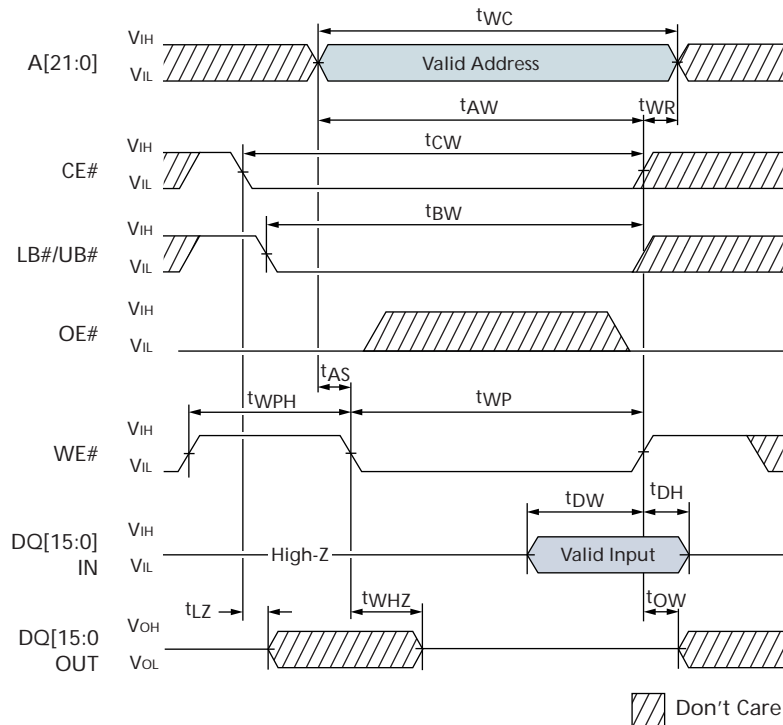 tWC
VIH
A[21:0]
Valid Address
VIL
tAW
tWR
VIH
tCW
CE#
VIL
tBW
VIH
LB#/UB#
VIL
VIH
OE#
VIL
tAS
tWPH
tWP
VIH
WE#
VIL
tDW
tDH
VIH
DQ[15:0]
IN
VIL
High-Z
Valid Input
tLZ
tWHZ
tOW
VOH
DQ[15:0
OUT
VOL
Don't Care